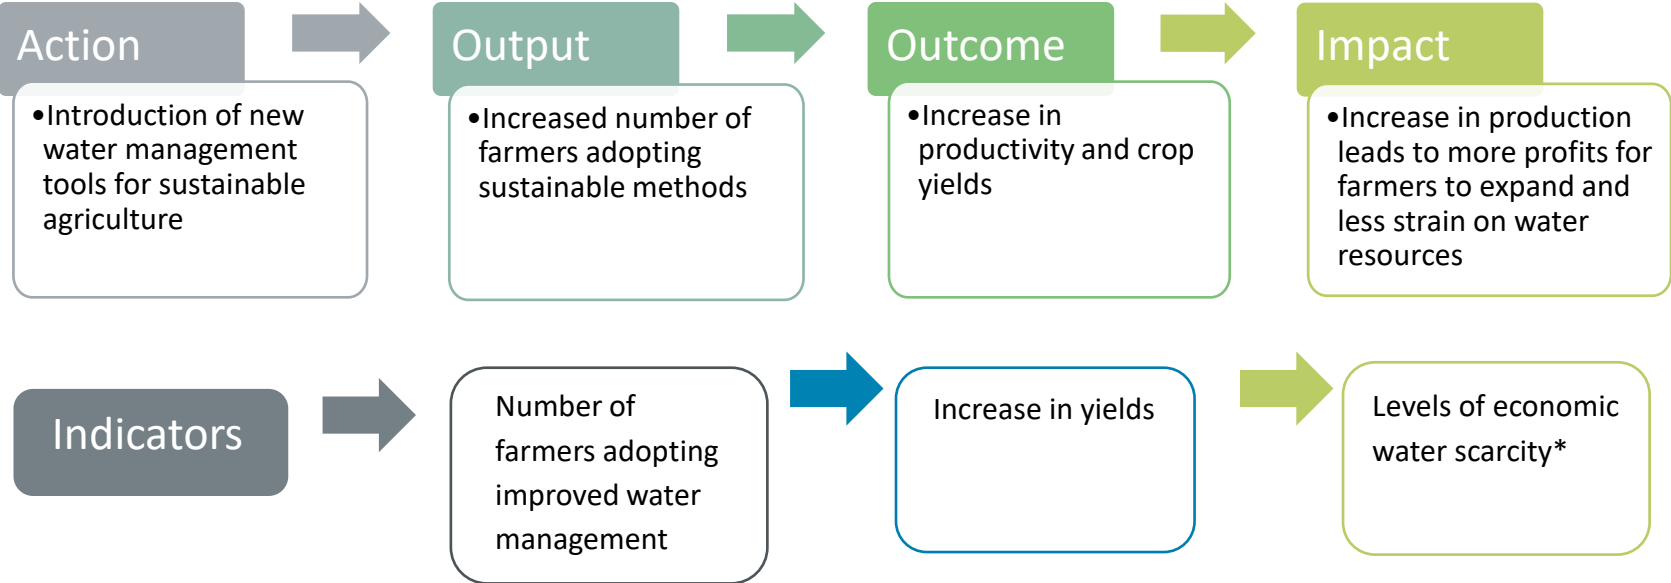 Action
•Introduction of new
water management
tools for sustainable
agriculture
Output
•Increased number of
farmers adopting
sustainable methods
Outcome
•Increase in
productivity and crop
yields
Impact
•Increase in production
leads to more profits for
farmers to expand and
less strain on water
resources
Indicators
Number of
farmers adopting
improved water
management
Increase in yields
Levels of economic
water scarcity*